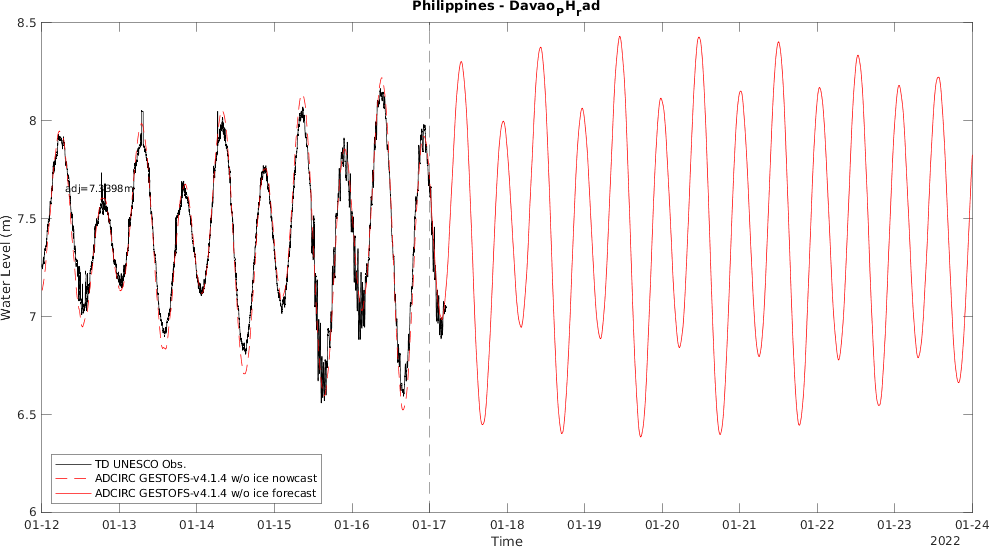 Philippines - DavaopHrad
8.5
8
7.5
7
6.5
6
Water Level (m)
adj=7.3398m
TD UNESCO Obs.
ADCIRC GESTOFS-v4.1.4 w/o ice nowcast
ADCIRC GESTOFS-v4.1.4 w/o ice forecast
01-12 01-13 01-14 01-15 01-16 01-17 01-18 01-19 01-20 01-21 01-22 01-23 01-24
Time
2022